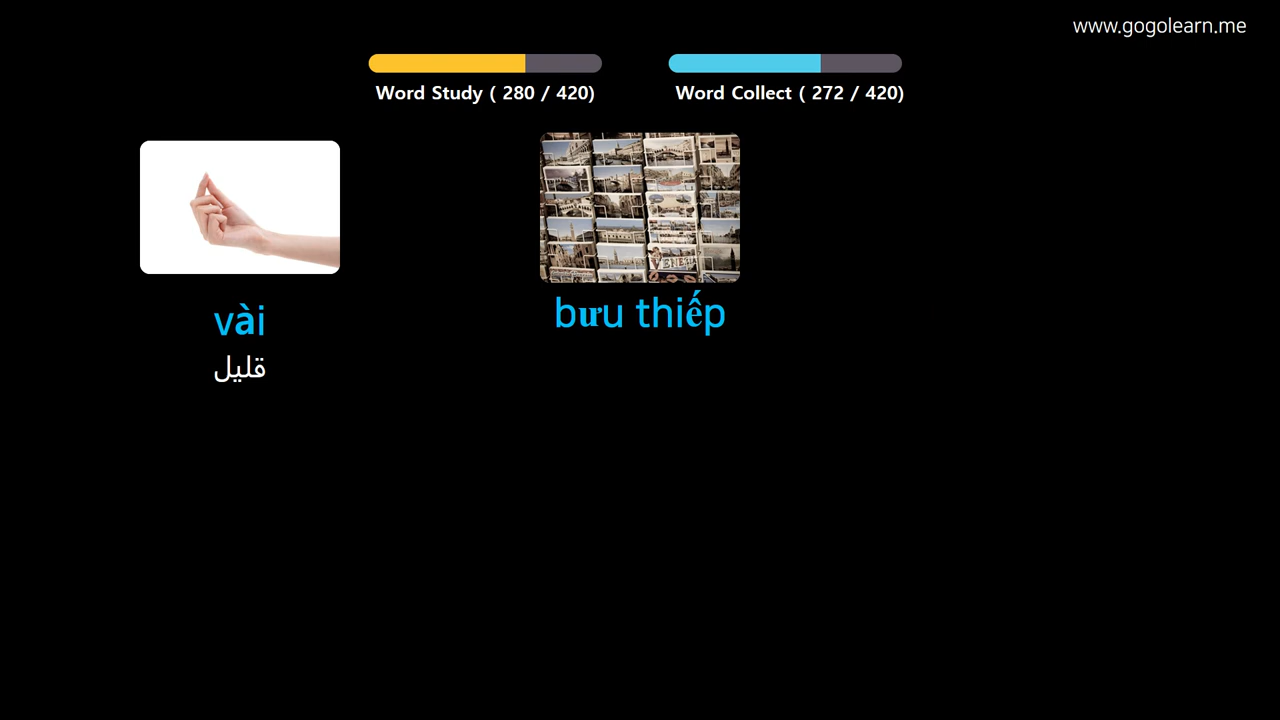 www.gogolearn.me
Word Study ( 280 / 420)
Word Collect ( 272 / 420)
vài
قليل
bưu thiếp